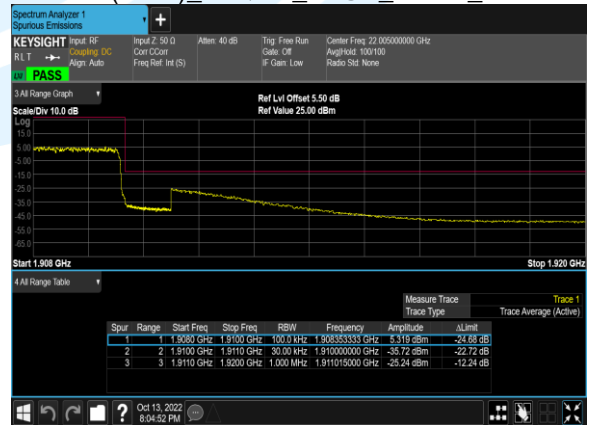 Spectrum Analyzer 1
Spurious Emissions
KEYSIGHT
RLT
Input: RF
Coupling: DC
Align: Auto
Input Z: 50 Ω
Corr CCorr
Freq Ref: Int (S)
Atten: 40 dB
Trig: Free Run
Gate: Off
IF Gain: Low
Center Freq: 22.005000000 GHz
Avg|Hold: 100/100
Radio Std: None
PASS
3 All Range Graph
Scale/Div 10.0 dB
Ref Lvl Offset 5.50 dB
Ref Value 25.00 dBm
Log
15.0
5.00
-5.00
-15.0
-25.0
-35.0
-45.0
-55.0
-65.0
Start 1.908 GHz
Stop 1.920 GHz
4 All Range Table
Measure Trace Trace 1
Trace Type Trace Average (Active)
Spur Range Start Freq Stop Freq RBW Frequency Amplitude ΔLimit
1 1 1.9080 GHz 1.9100 GHz 100.0 kHz 1.908353333 GHz 5.319 dBm -24.68 dB
2 2 1.9100 GHz 1.9110 GHz 30.00 kHz 1.910000000 GHz -35.72 dBm -22.72 dB
3 3 1.9110 GHz 1.9200 GHz 1.000 MHz 1.911015000 GHz -25.24 dBm -12.24 dB
Oct 13, 2022
8:04:52 PM